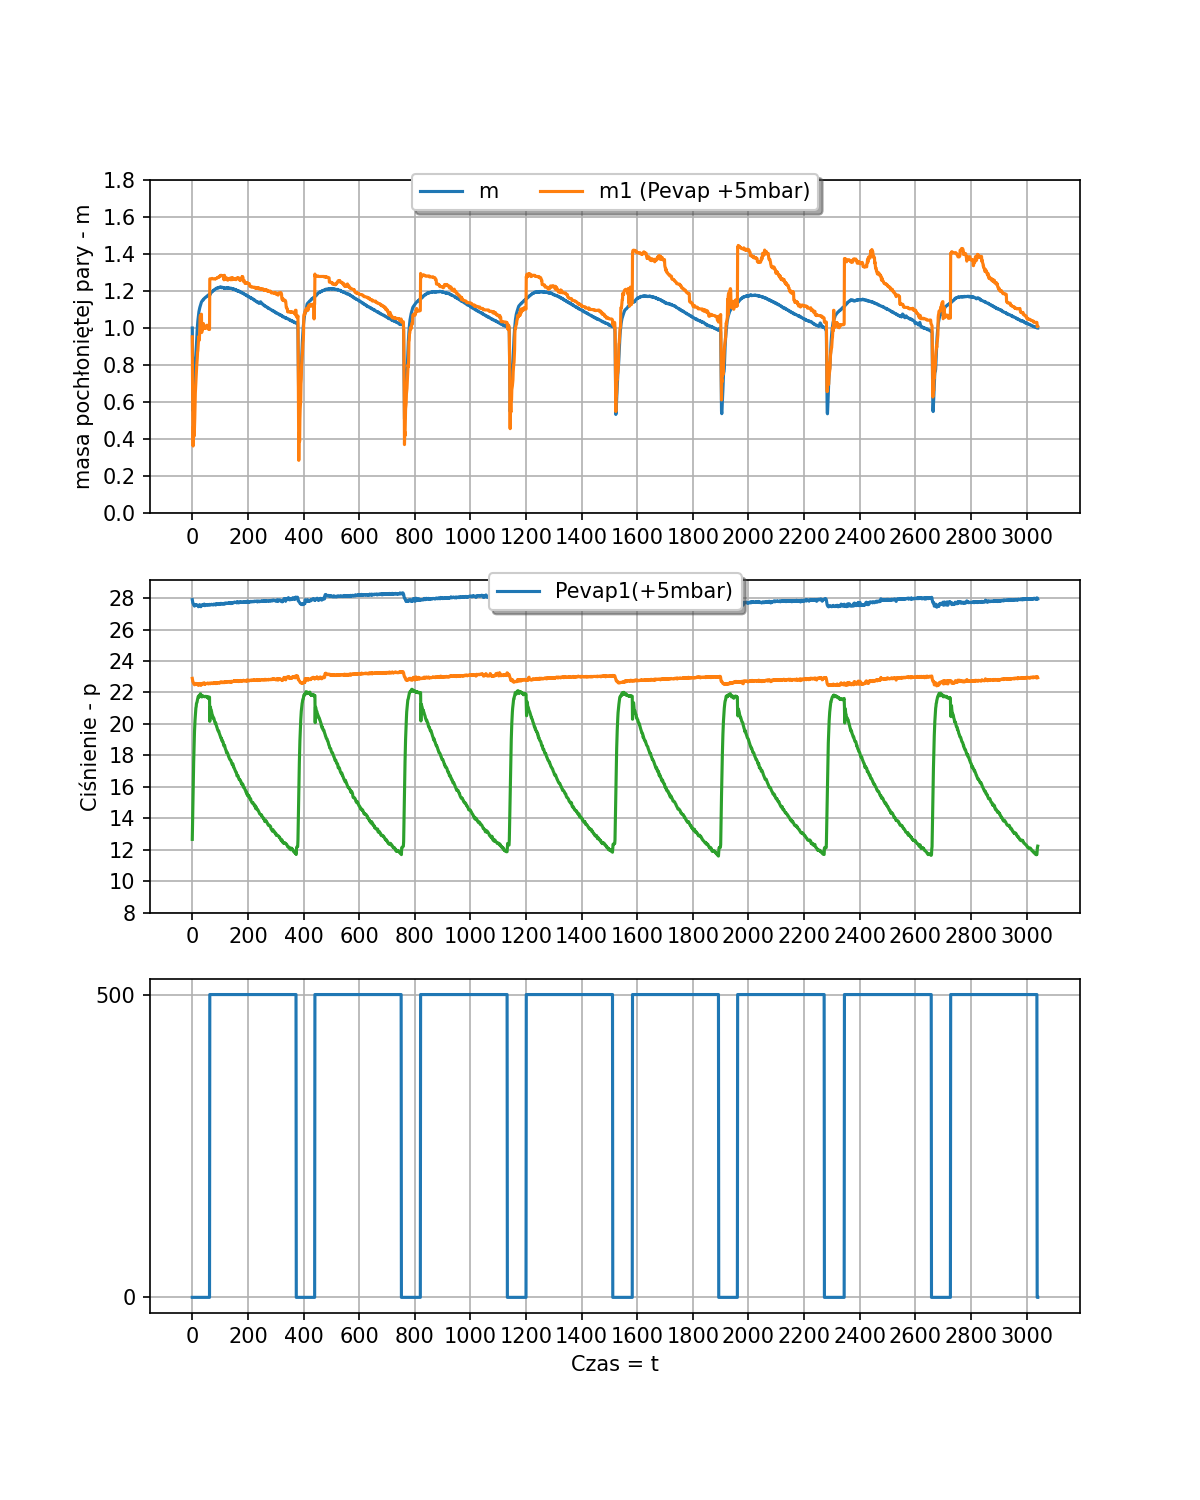 m m1 (Pevap +5mbar)
masa pochłoniętej pary - m
1.8
1.6
1.4
1.2
1.0
0.8
0.6
0.4
0.2
0.0
0 200 400 600 800 1000 1200 1400 1600 1800 2000 2200 2400 2600 2800 3000
Pevap1(+5mbar)
Ciśnienie - p
28
26
24
22
20
18
16
14
12
10
8
0 200 400 600 800 1000 1200 1400 1600 1800 2000 2200 2400 2600 2800 3000
500
0
0 200 400 600 800 1000 1200 1400 1600 1800 2000 2200 2400 2600 2800 3000
Czas = t